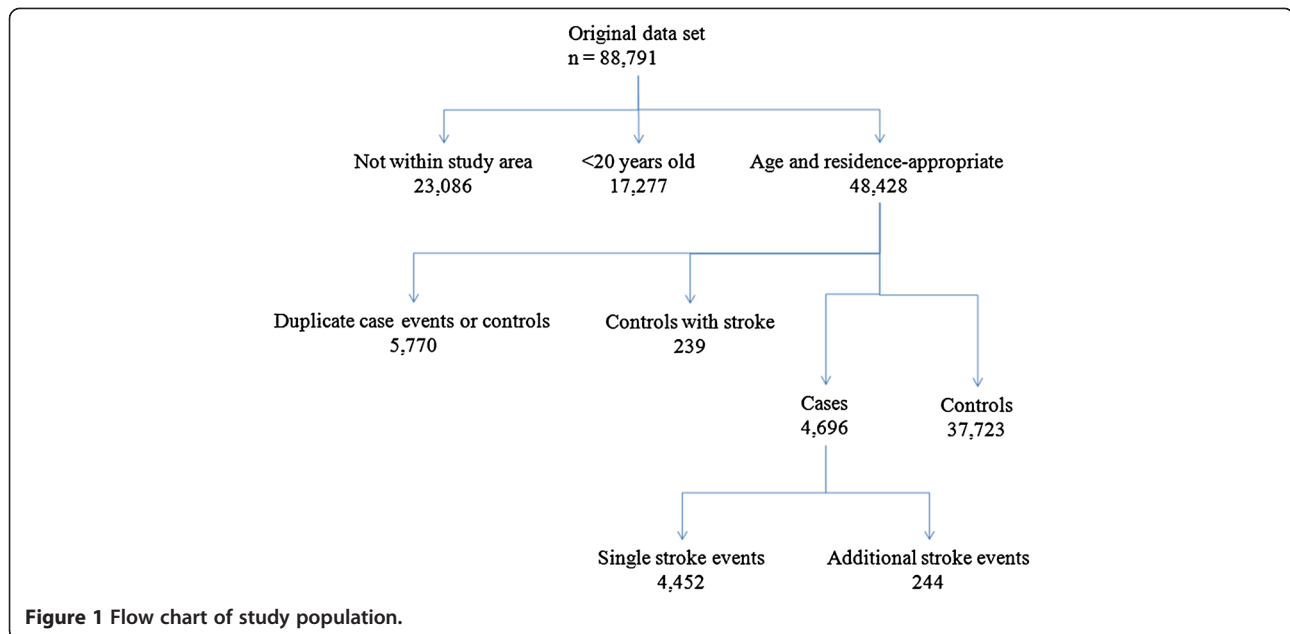 Original data set
n = 88,791
Not within study area
23,086
<20 years old
17,277
Age and residence-appropriate
48,428
Duplicate case events or controls
5,770
Controls with stroke
239
Cases
4,696
Controls
37,723
Single stroke events
4,452
Additional stroke events
244
Figure 1 Flow chart of study population.